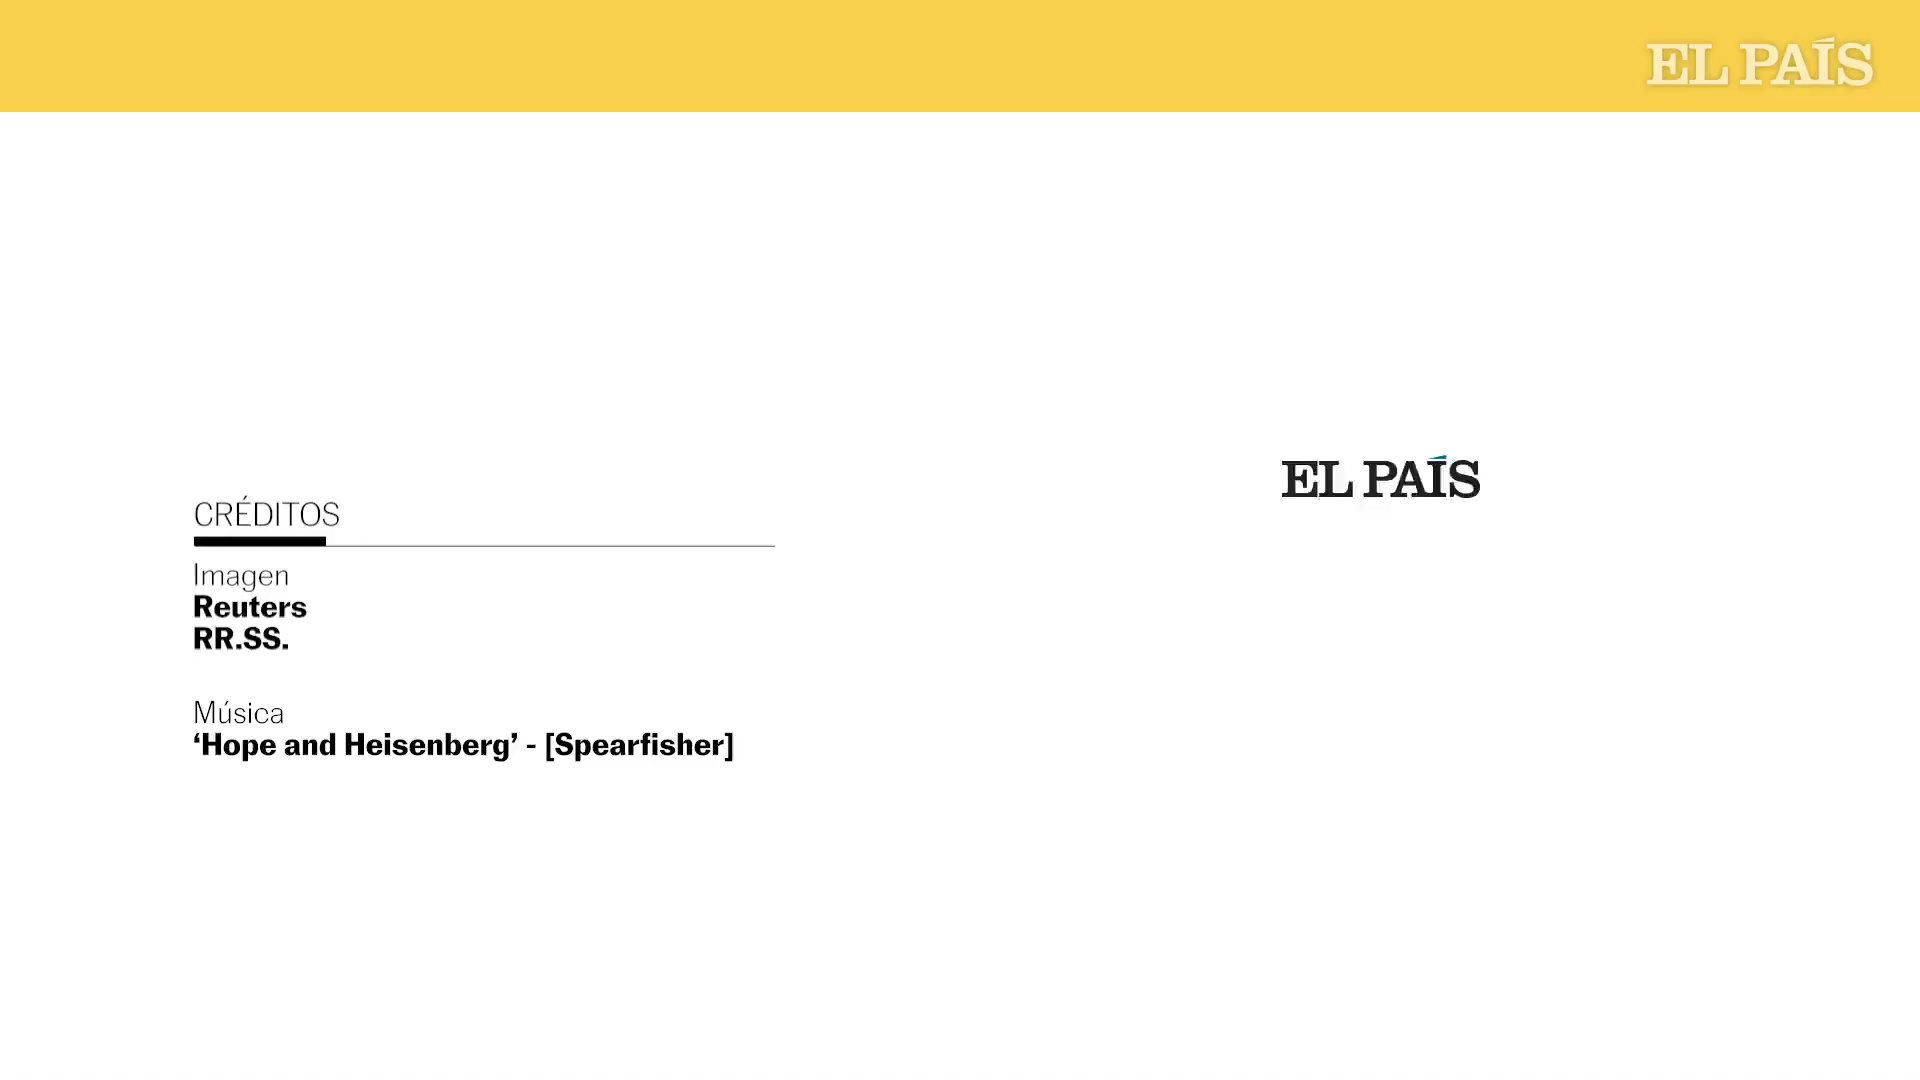 EL PAÍS
EL PAÍS
CRÉDITOS
Imagen
Reuters
RR.SS.
Música
‘Hope and Heisenberg’ - [Spearfisher]